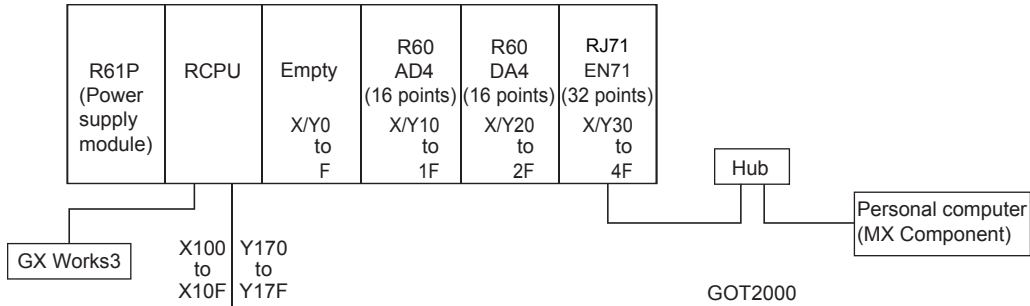 R61P
(Power
supply
module)
RCPU
Empty
X/Y0
to
F
R60
AD4
(16 points)
X/Y10
to
1F
R60
DA4
(16 points)
X/Y20
to
2F
RJ71
EN71
(32 points)
X/Y30
to
4F
Hub
Personal computer
(MX Component)
GX Works3
X100
to
X10F
Y170
to
Y17F
GOT2000